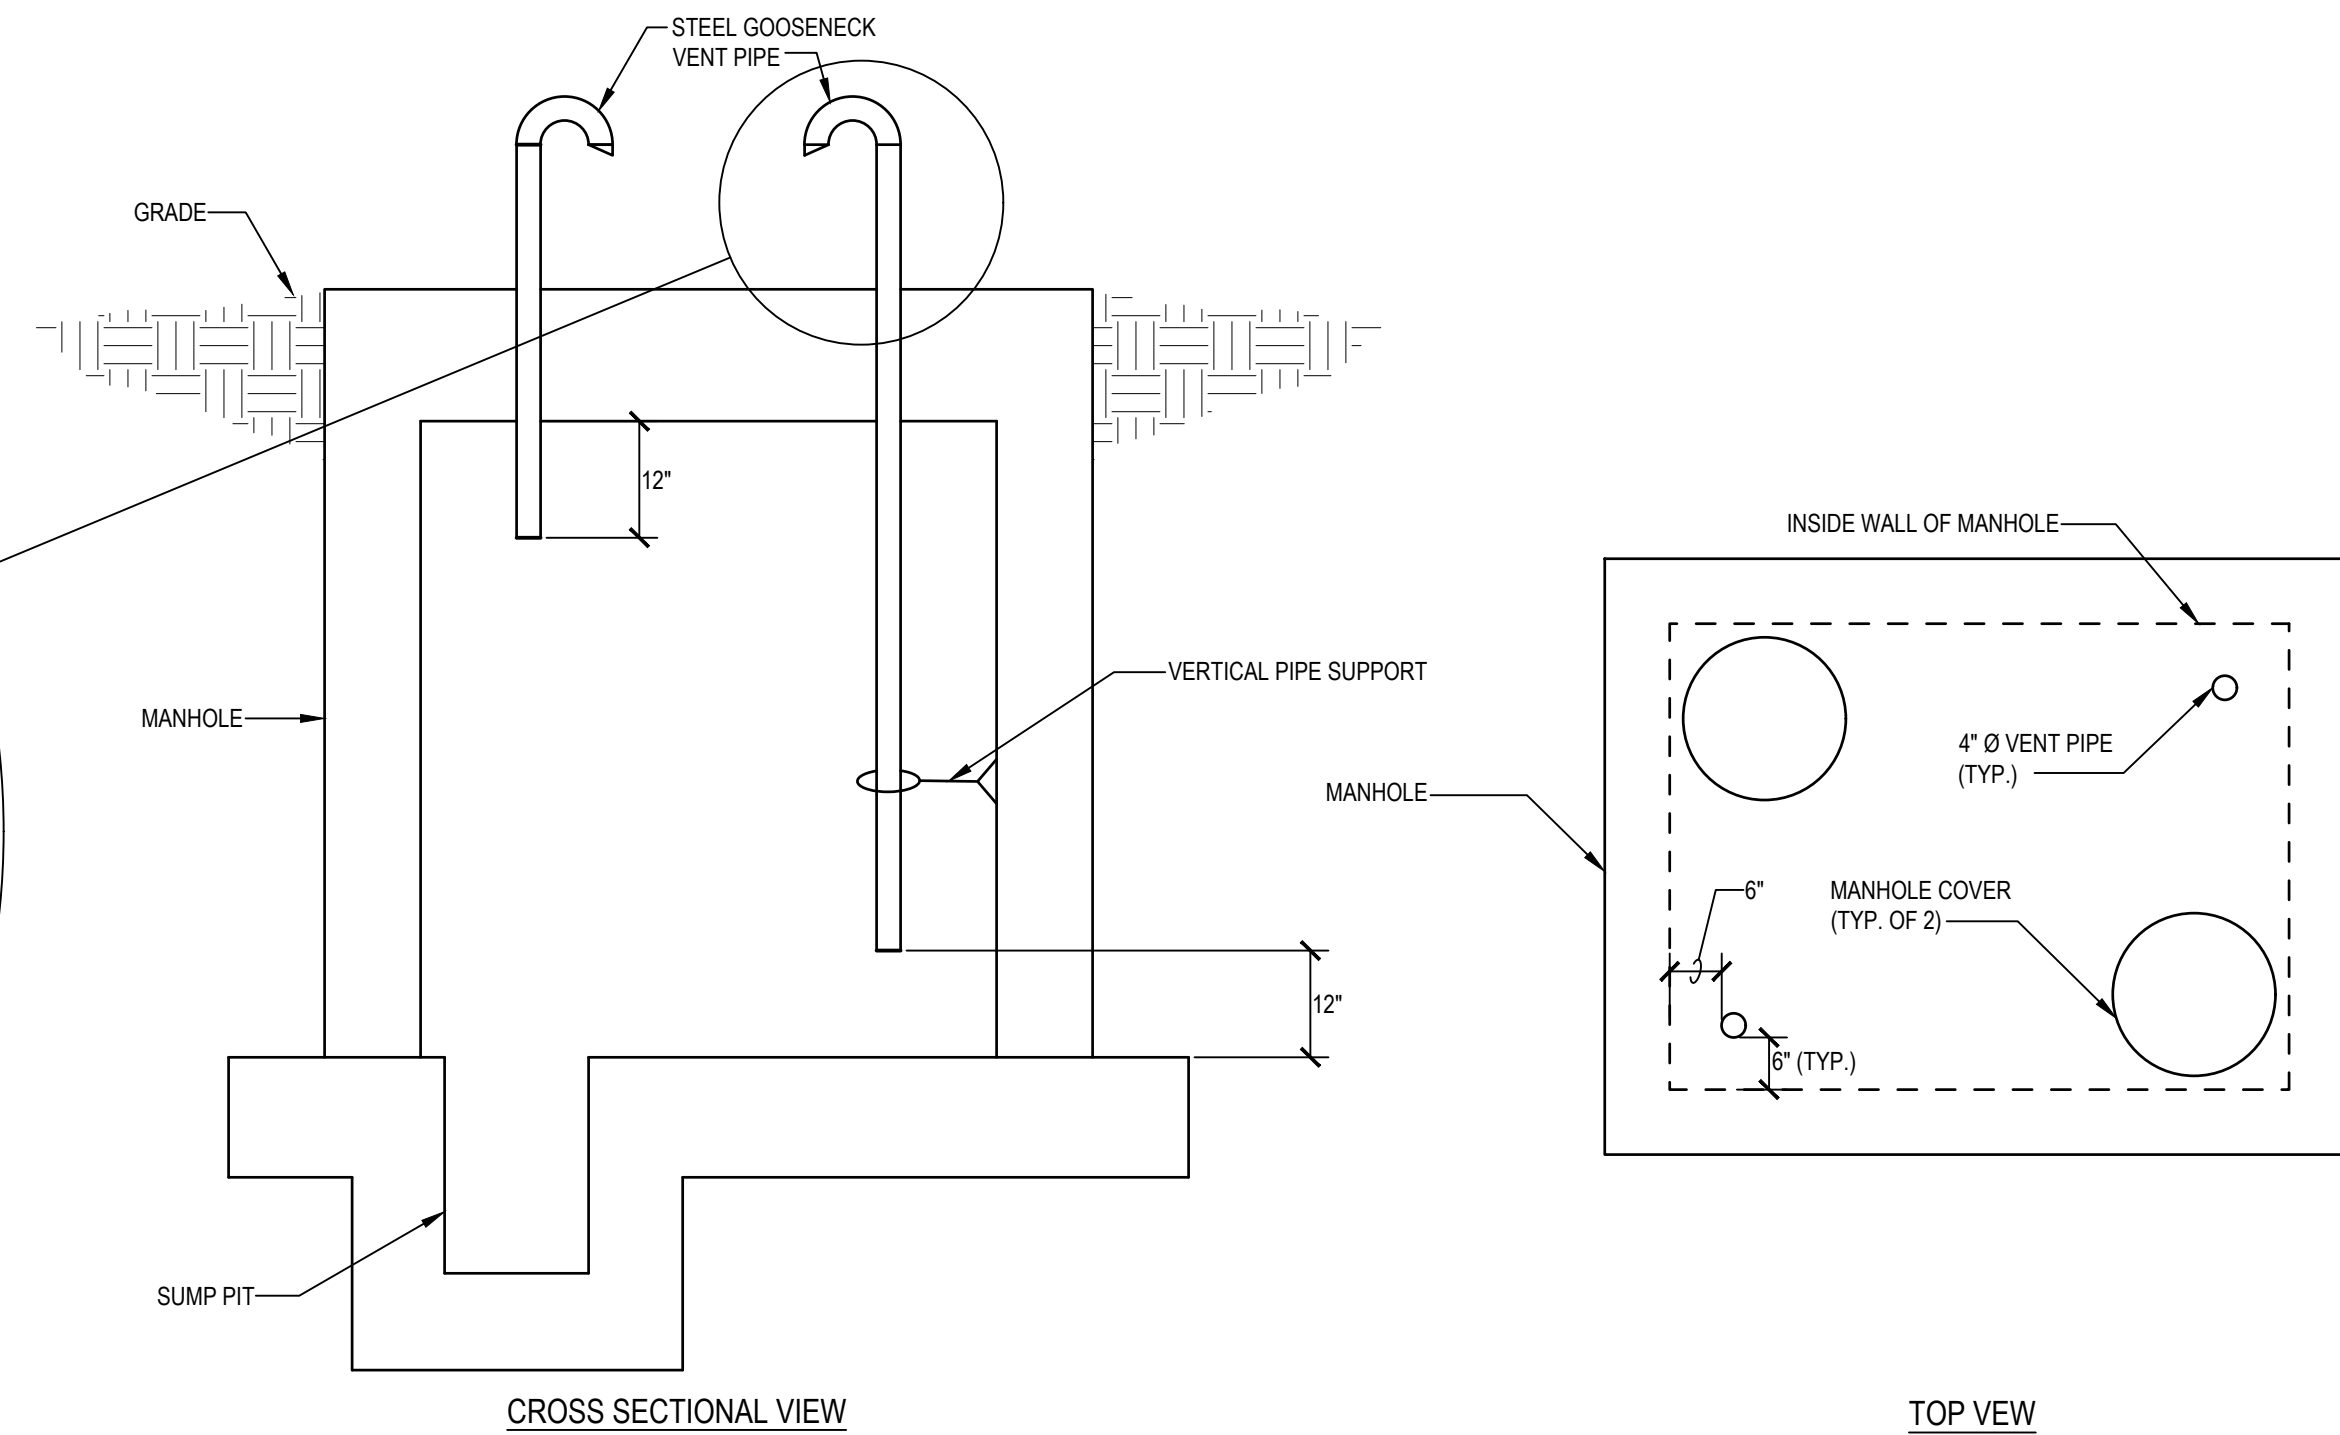 STEEL GOOSENECK
VENT PIPE
GRADE
12"
INSIDE WALL OF MANHOLE
VERTICAL PIPE SUPPORT
MANHOLE
4" Ø VENT PIPE
(TYP.)
MANHOLE
6"
MANHOLE COVER
(TYP. OF 2)
12"
6" (TYP.)
SUMP PIT
CROSS SECTIONAL VIEW
TOP VEW